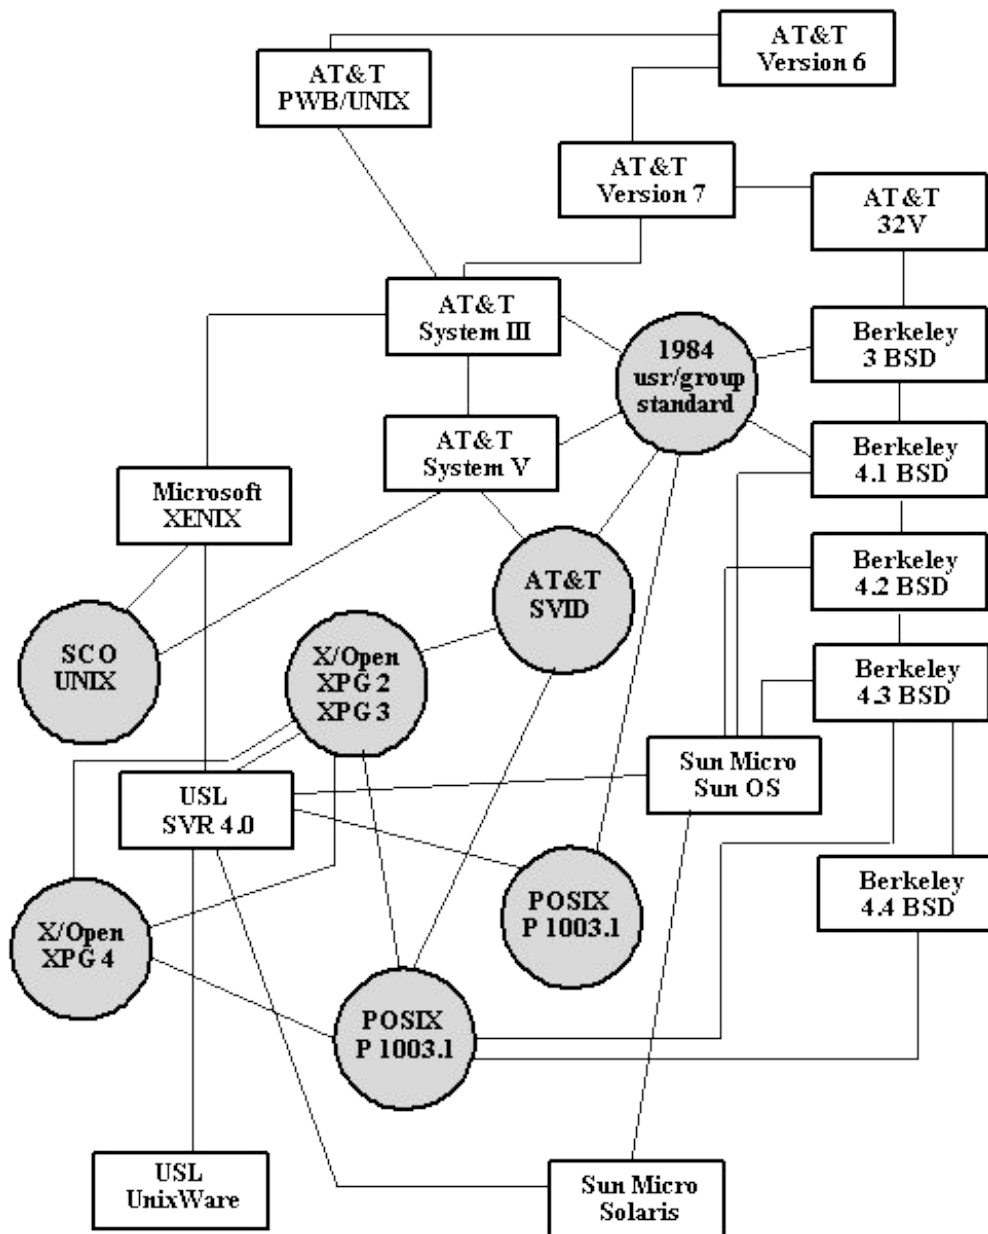 AT&T
Version 6
AT&T
PWB/UNIX
AT&T
Version 7
AT&T
32V
AT&T
System III
Berkeley
3 BSD
1984
usr/group
standard
AT&T
System V
Berkeley
4.1 BSD
Microsoft
XENIX
Berkeley
4.2 BSD
AT&T
SVID
SCO
UNIX
X/Open
XPG 2
XPG 3
Berkeley
4.3 BSD
USL
SVR 4.0
Sun Micro
Sun OS
Berkeley
4.4 BSD
POSIX
P 1003.1
X/Open
XPG 4
POSIX
P 1003.1
USL
UnixWare
Sun Micro
Solaris